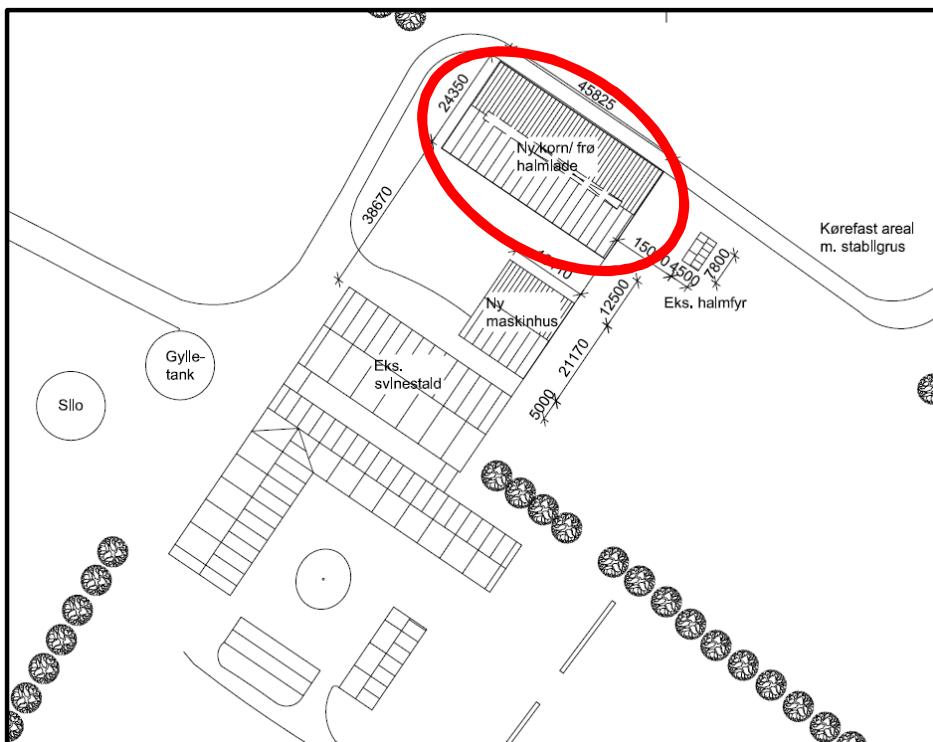 45825
24350
Ny korn/ frø
halmlade
38670
Kørefast areal
m. stabilgrus
15000
4500
7800
Eks. halmfyr
12500
Ny
maskinhus
21170
5000
Gylle-
tank
Eks.
svinestald
Silo